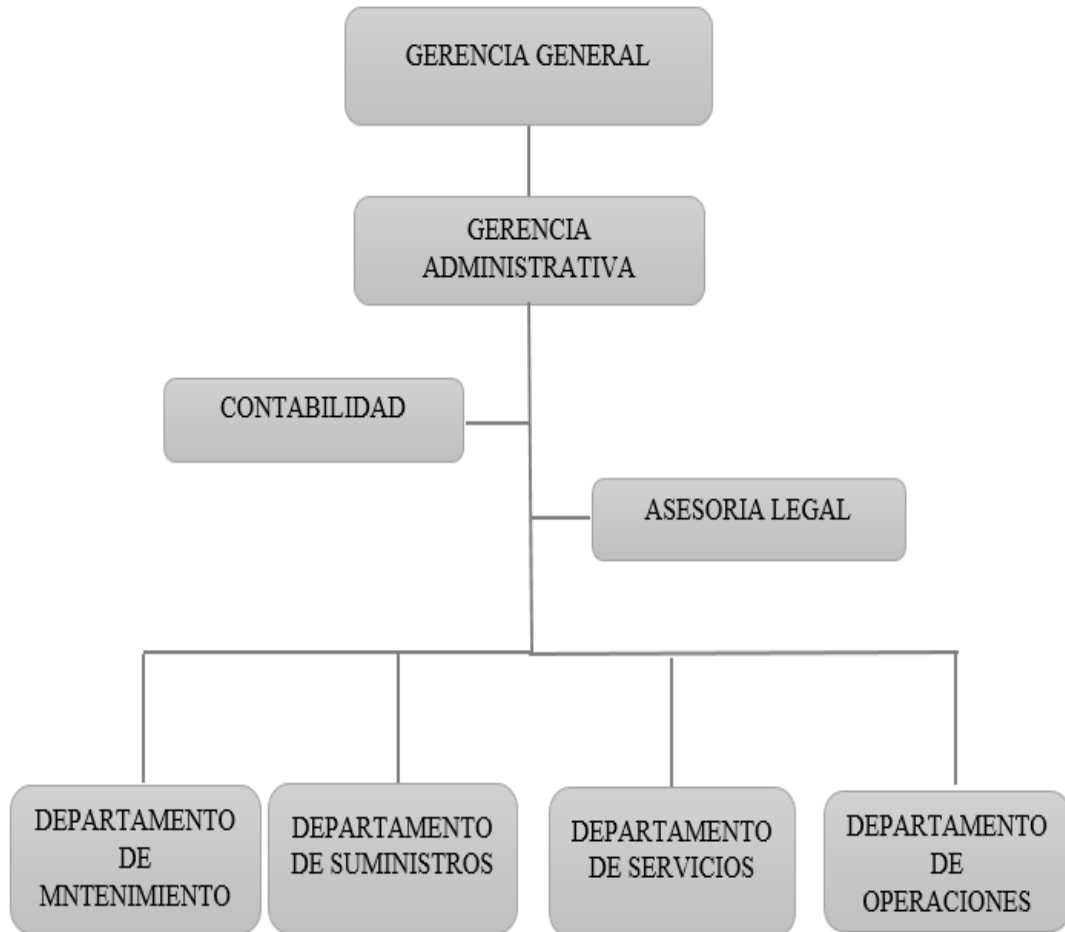 GERENCIA GENERAL
GERENCIA
ADMINISTRATIVA
CONTABILIDAD
ASESORIA LEGAL
DEPARTAMENTO
DE
MNTENIMIENTO
DEPARTAMENTO
DE SUMINISTROS
DEPARTAMENTO
DE SERVICIOS
DEPARTAMENTO
DE
OPERACIONES